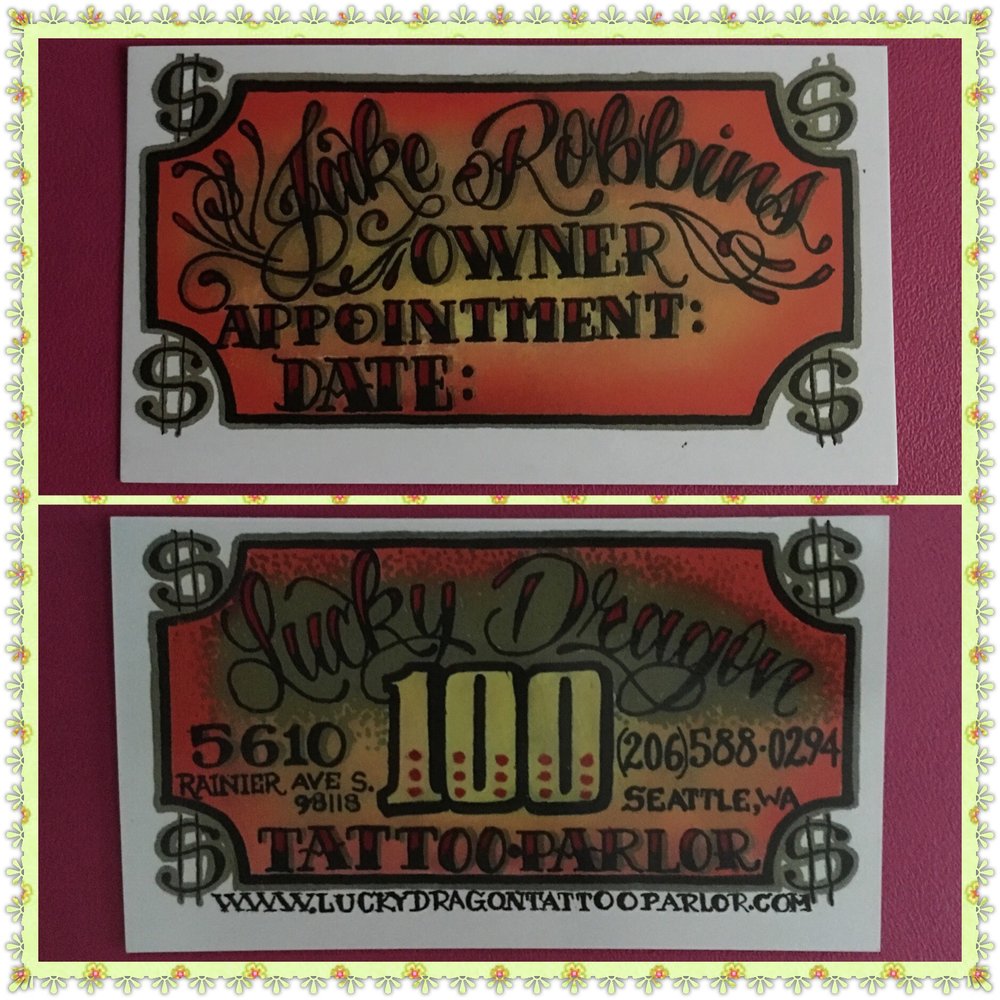 $ $
Jake Robbins
OWNER
APPOINTMENT:
DATE:
$ $
$ $
Lucky Dragon
100
5610
RAINIER AVE S.
98118
(206)588-0294
SEATTLE, WA
TATTOO•PARLOR
$ $
WWW.LUCKYDRAGONTATTOOPARLOR.COM